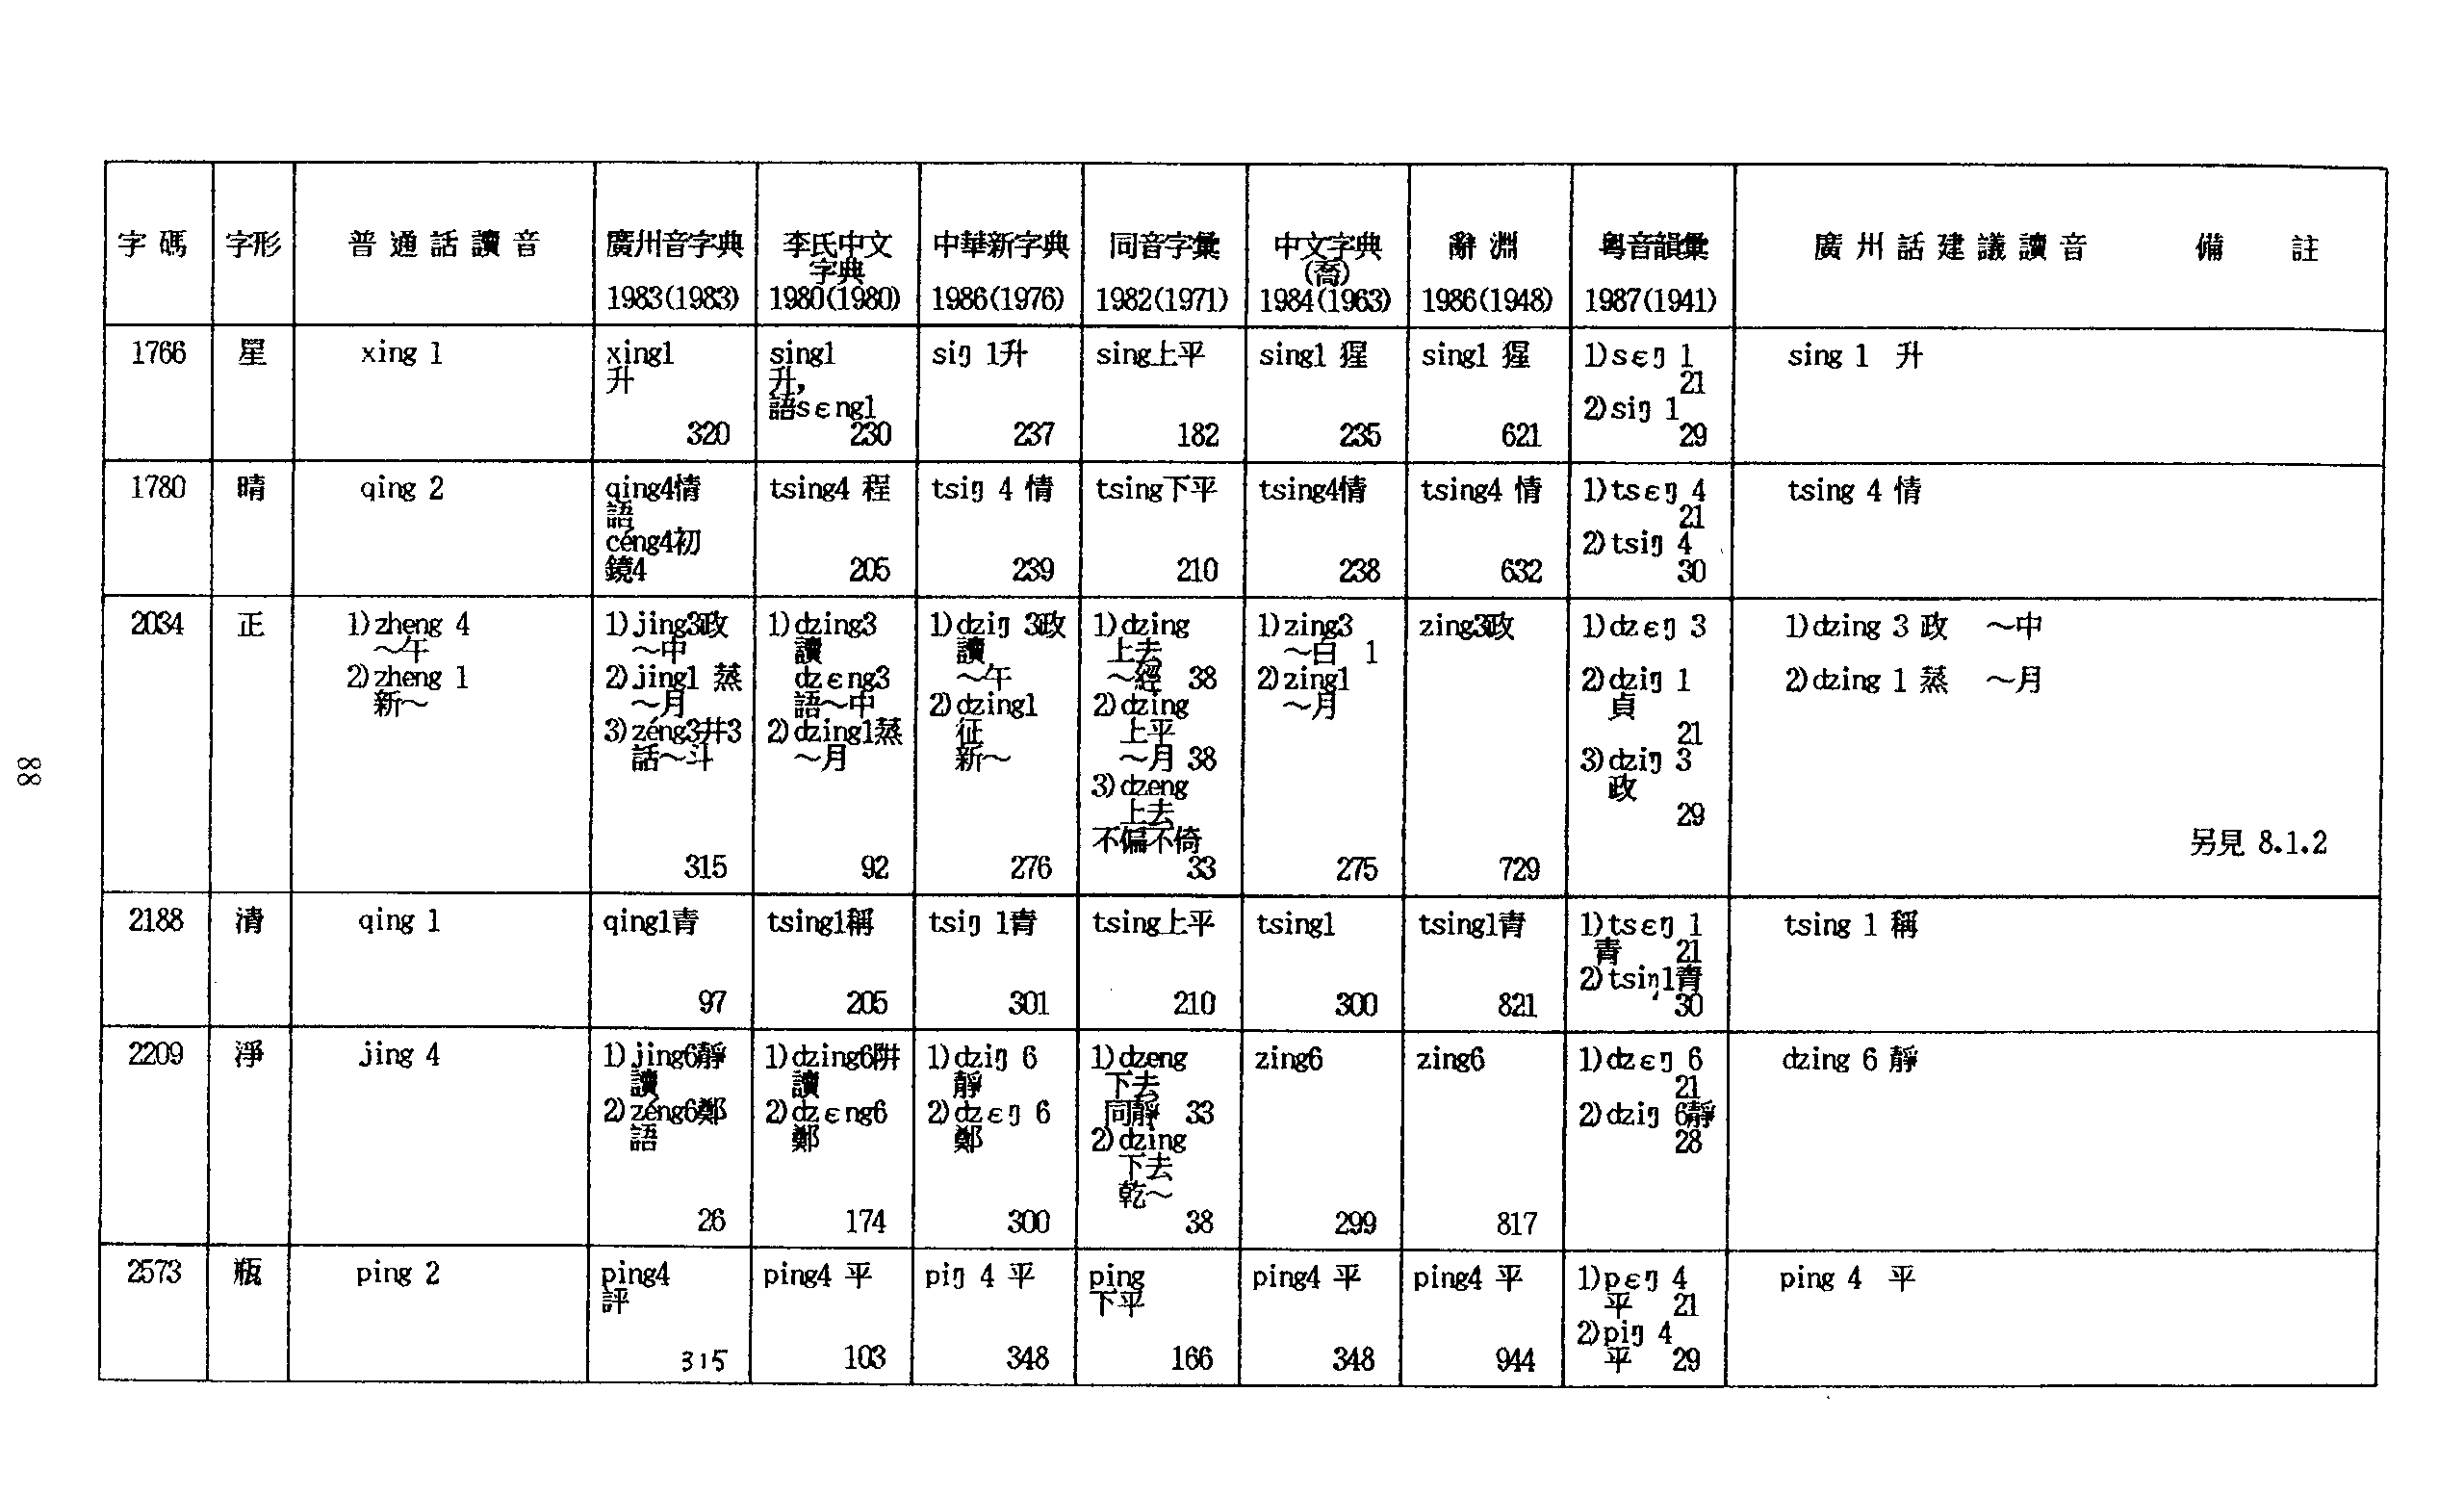 字碼 字形 普通話讀音 廣州音字典 1983(1983) 李氏中文字典 1980(1980) 中華新字典 1986(1976) 同音字彙 1982(1971) 中文字典(喬) 1984(1963) 辭淵 1986(1948) 粵音韻彙 1987(1941) 廣州話建議讀音 備註
1766 星 xing 1 xing1 升 320 sing1 升, 語sɛng1 230 siŋ 1升 237 sing上平 182 sing1 猩 235 sing1 猩 621 1)sɛŋ 1 21 2)siŋ 1 29 sing 1 升
1780 晴 qing 2 qing4情 語 céng4初鏡4 tsing4 程 205 tsiŋ 4 情 239 tsing下平 210 tsing4情 238 tsing4 情 632 1)tsɛŋ 4 21 2)tsiŋ 4 30 tsing 4 情
2034 正 1)zheng 4 ～午 2)zheng 1 新～ 1)jing3政 ～中 2)jing1 蒸 ～月 3)zéng3井3 話～斗 315 1)dzing3 讀 dzɛng3 語～中 2)dzing1蒸 ～月 92 1)dziŋ 3政 讀 ～午 2)dzing1 征 新～ 276 1)dzing 上去 ～經 38 2)dzing 上平 ～月 38 3)dzeng 上去 不偏不倚 33 1)zing3 ～白 1 2)zing1 ～月 275 zing3政 729 1)dzɛŋ 3 2)dziŋ 1 貞 21 3)dziŋ 3 政 29 1)dzing 3 政 ～中 2)dzing 1 蒸 ～月 另見 8.1.2
2188 清 qing 1 qing1青 97 tsing1稱 205 tsiŋ 1青 301 tsing上平 210 tsing1 300 tsing1青 821 1)tsɛŋ 1 青 21 2)tsiŋ1青 30 tsing 1 稱
2209 淨 jing 4 1)jing6靜 讀 2)zéng6鄭 語 26 1)dzing6阱 讀 2)dzɛng6 鄭 174 1)dziŋ 6 靜 2)dzɛŋ 6 鄭 300 1)dzeng 下去 同靜 33 2)dzing 下去 乾～ 38 zing6 299 zing6 817 1)dzɛŋ 6 21 2)dziŋ 6靜 28 dzing 6 靜
2573 瓶 ping 2 ping4 評 315 ping4 平 103 piŋ 4 平 348 ping 下平 166 ping4 平 348 ping4 平 944 1)pɛŋ 4 平 21 2)piŋ 4 平 29 ping 4 平
88